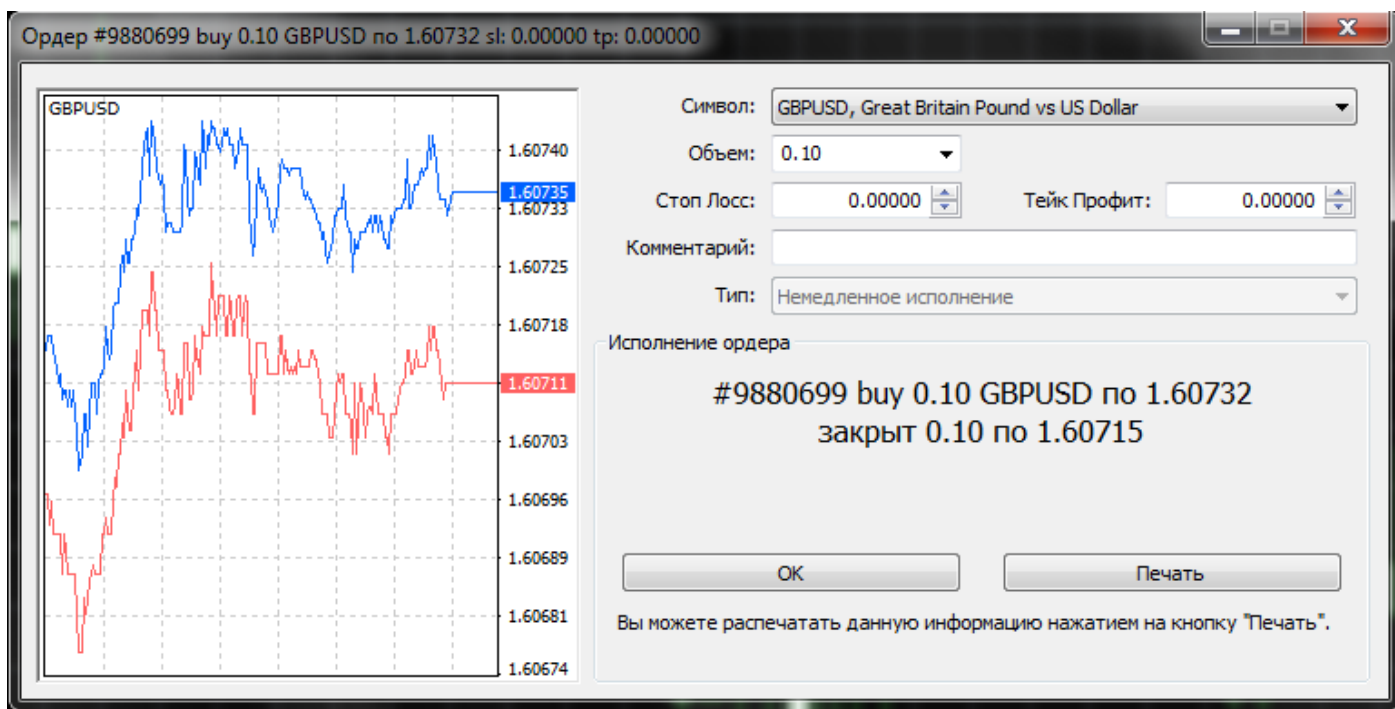 Ордер #9880699 buy 0.10 GBPUSD по 1.60732 sl: 0.00000 tp: 0.00000
GBPUSD
1.60740
1.60735
1.60733
1.60725
1.60718
1.60711
1.60703
1.60696
1.60689
1.60681
1.60674
Символ: GBPUSD, Great Britain Pound vs US Dollar
Объем: 0.10
Стоп Лосс: 0.00000 Тейк Профит: 0.00000
Комментарий:
Тип: Немедленное исполнение
Исполнение ордера
#9880699 buy 0.10 GBPUSD по 1.60732
закрыт 0.10 по 1.60715
OK Печать
Вы можете распечатать данную информацию нажатием на кнопку "Печать".